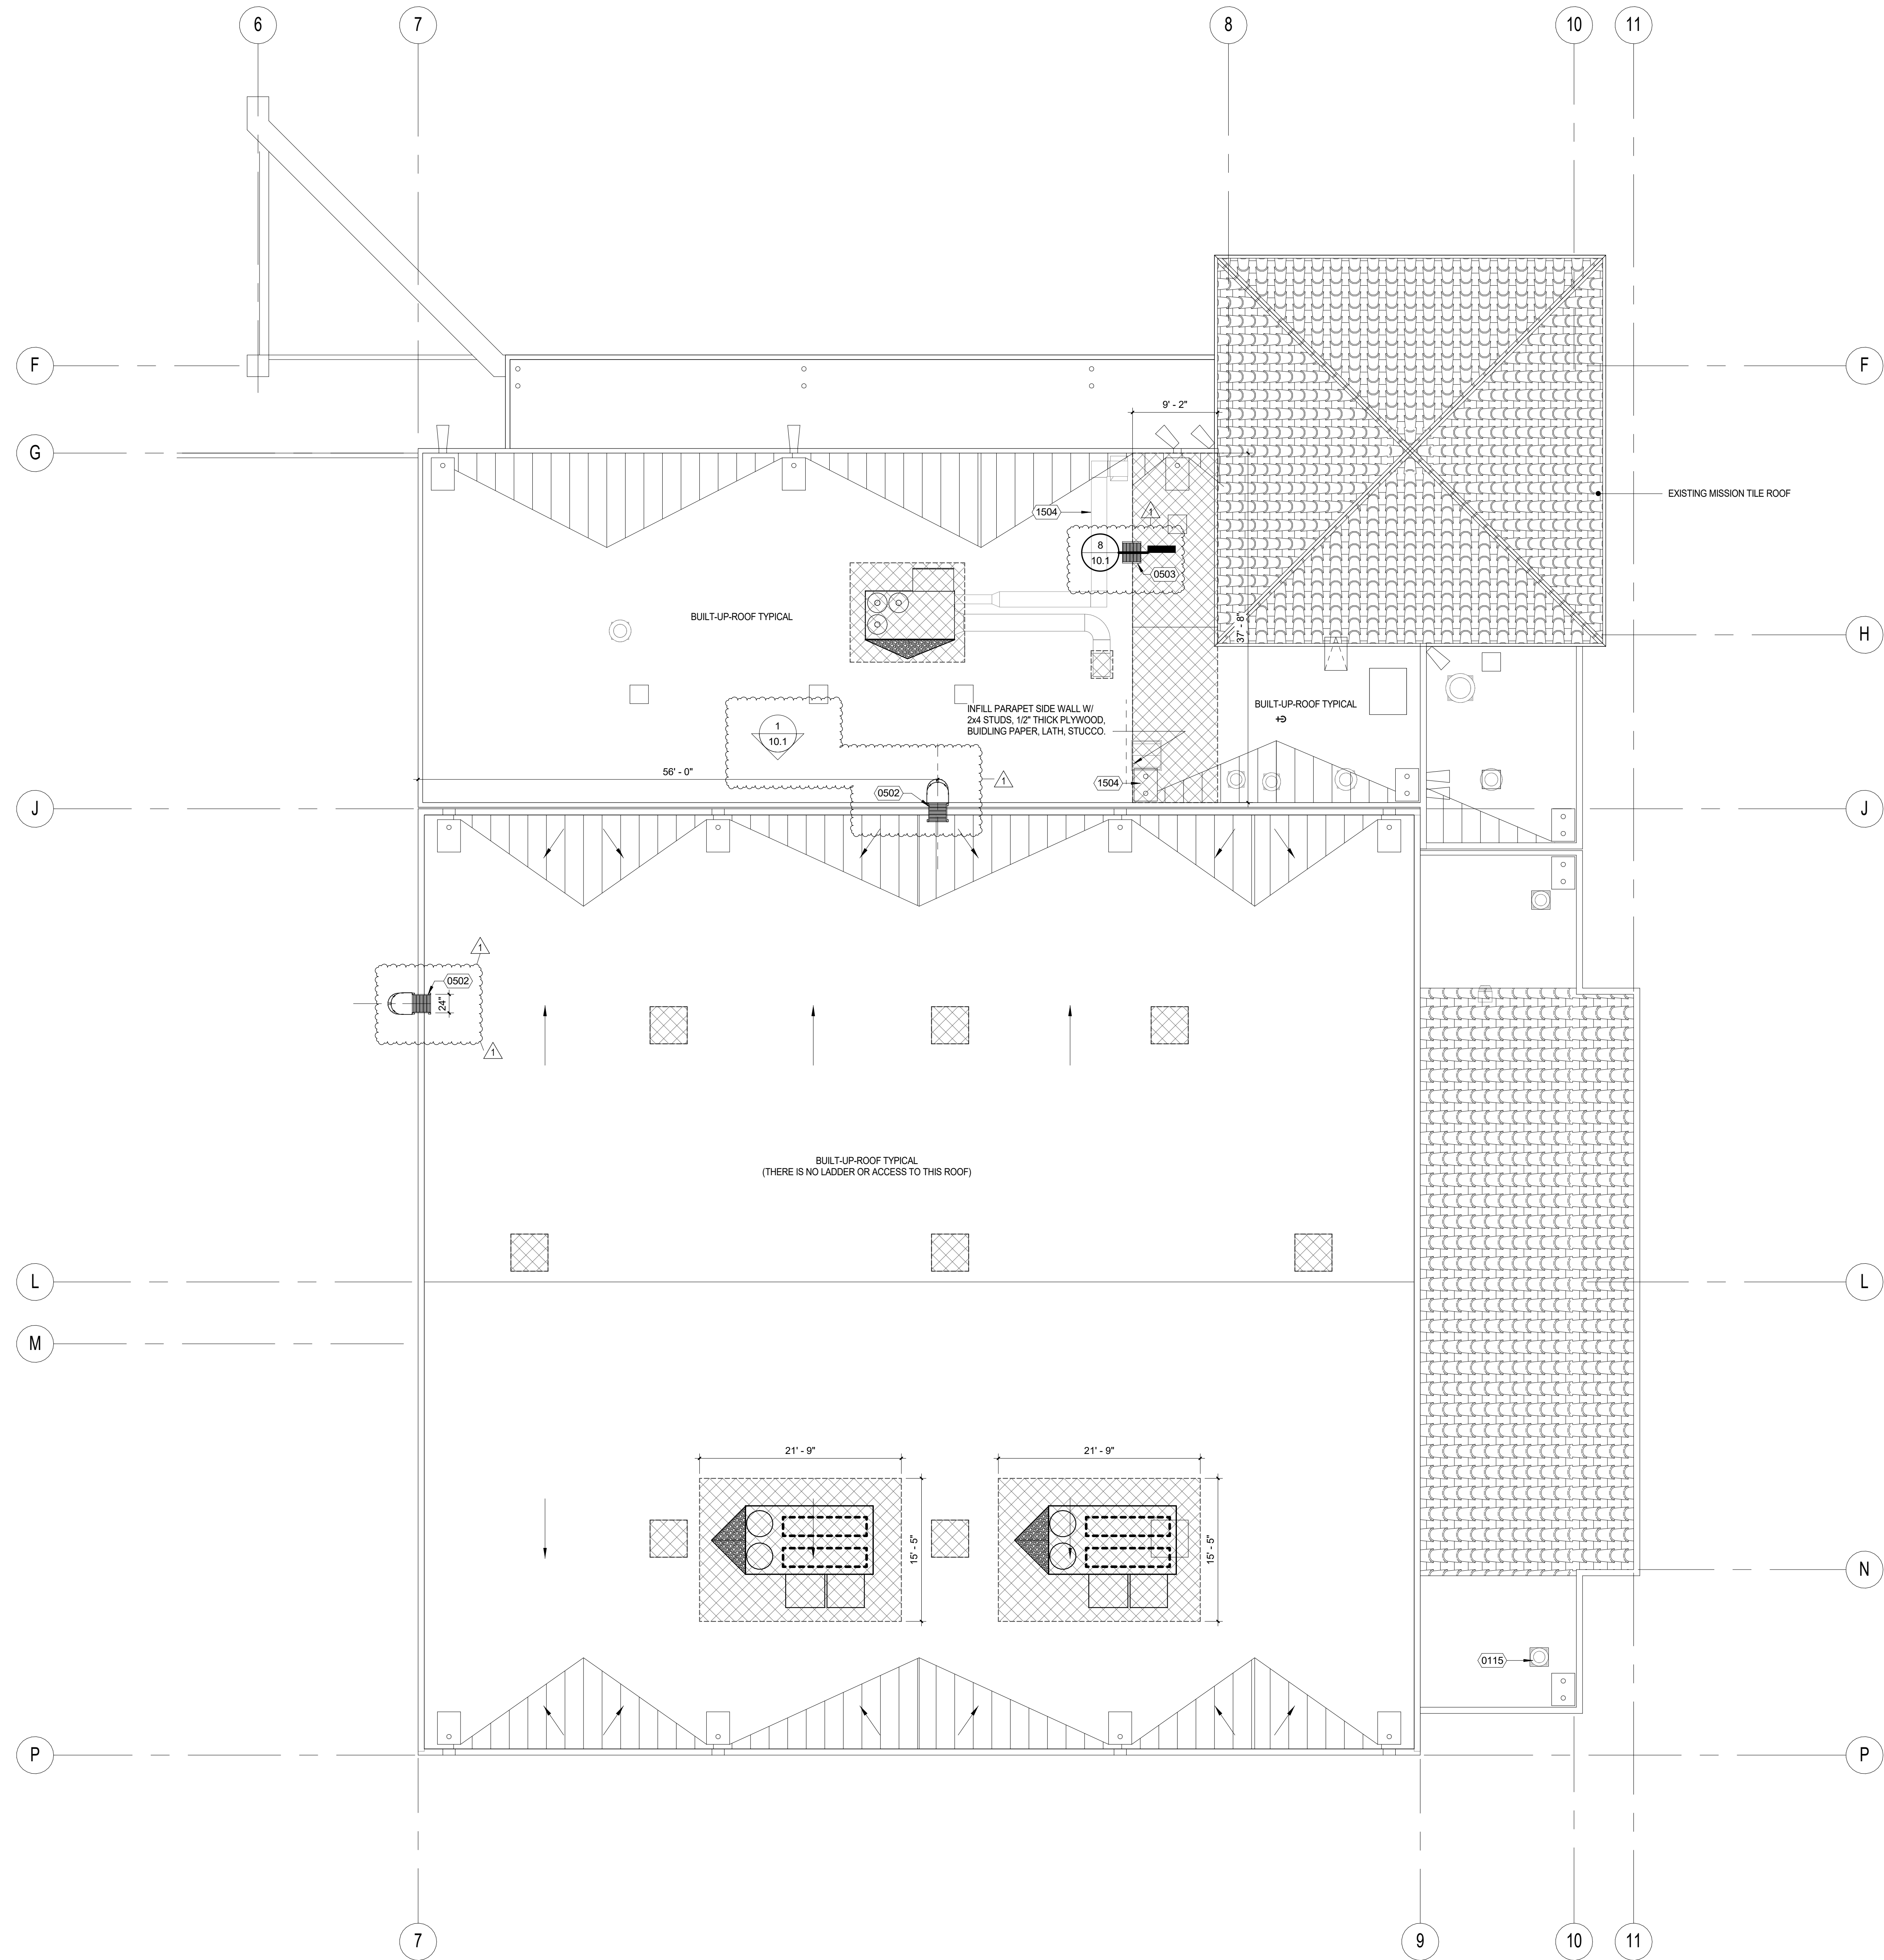 6
7
8
10
11
F
F
9' - 2"
G
EXISTING MISSION TILE ROOF
1504
1
8
10.1
0503
BUILT-UP-ROOF TYPICAL
37' - 8"
H
INFILL PARAPET SIDE WALL W/
2x4 STUDS, 1/2" THICK PLYWOOD,
BUIDLING PAPER, LATH, STUCCO.
BUILT-UP-ROOF TYPICAL
1
10.1
56' - 0"
1
1504
0502
J
J
1
0502
24"
1
BUILT-UP-ROOF TYPICAL
(THERE IS NO LADDER OR ACCESS TO THIS ROOF)
L
L
M
21' - 9"
21' - 9"
15' - 5"
15' - 5"
N
0115
P
P
7
9
10
11